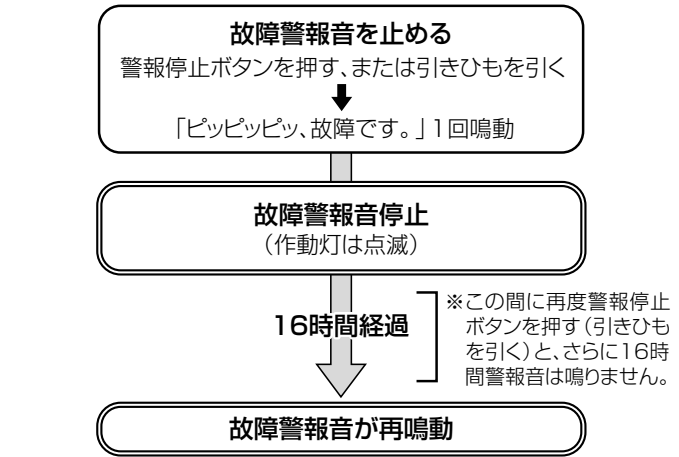 故障警報音を止める
警報停止ボタンを押す、または引きひもを引く
「ピッピッピッ、故障です。」1回鳴動
故障警報音停止
（作動灯は点滅）
16時間経過
※この間に再度警報停止
ボタンを押す（引きひも
を引く）と、さらに16時
間警報音は鳴りません。
故障警報音が再鳴動